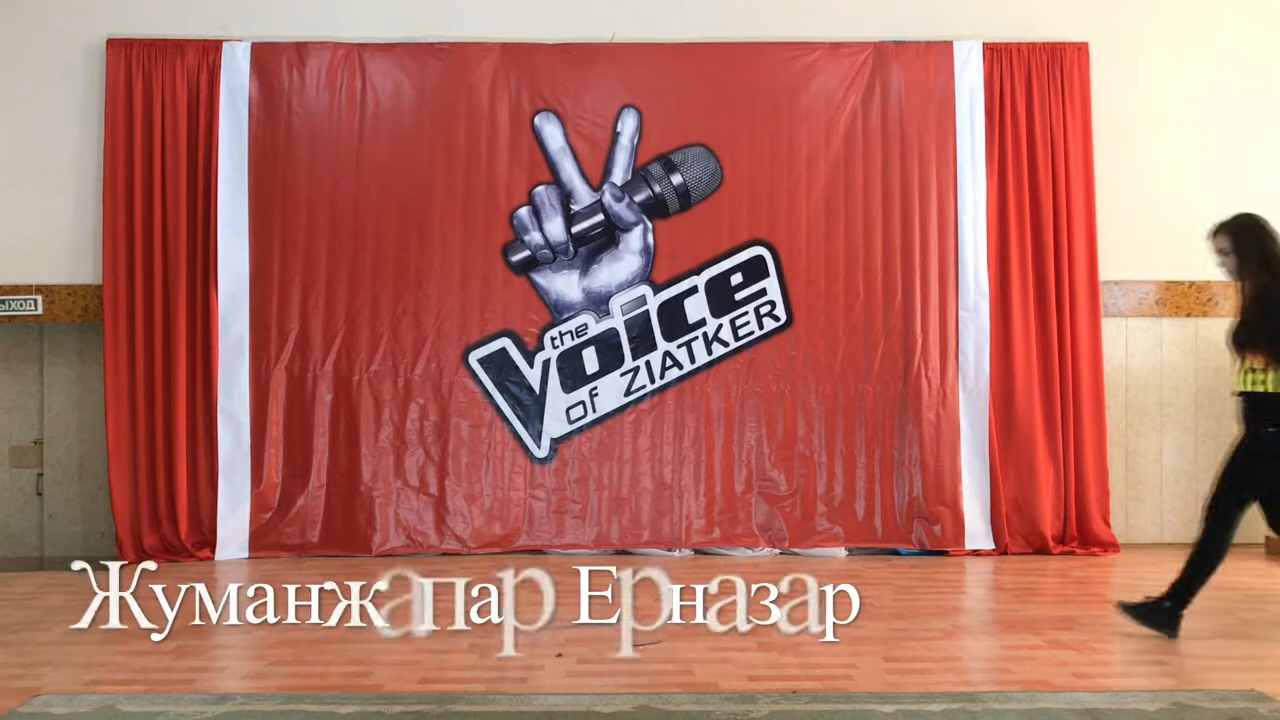 ЫХОД
the
Voice
of ZIATKER
Жуманжапар Ерназар